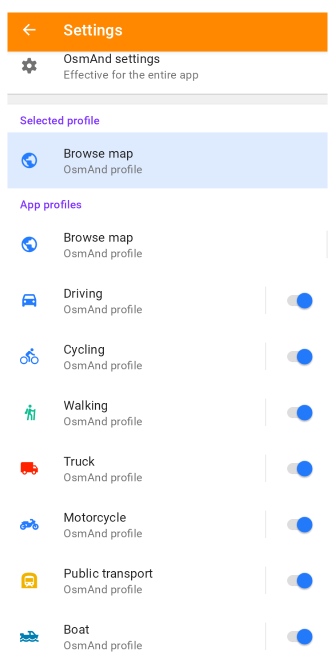 Settings
OsmAnd settings
Effective for the entire app
Selected profile
Browse map
OsmAnd profile
App profiles
Browse map
OsmAnd profile
Driving
OsmAnd profile
Cycling
OsmAnd profile
Walking
OsmAnd profile
Truck
OsmAnd profile
Motorcycle
OsmAnd profile
Public transport
OsmAnd profile
Boat
OsmAnd profile